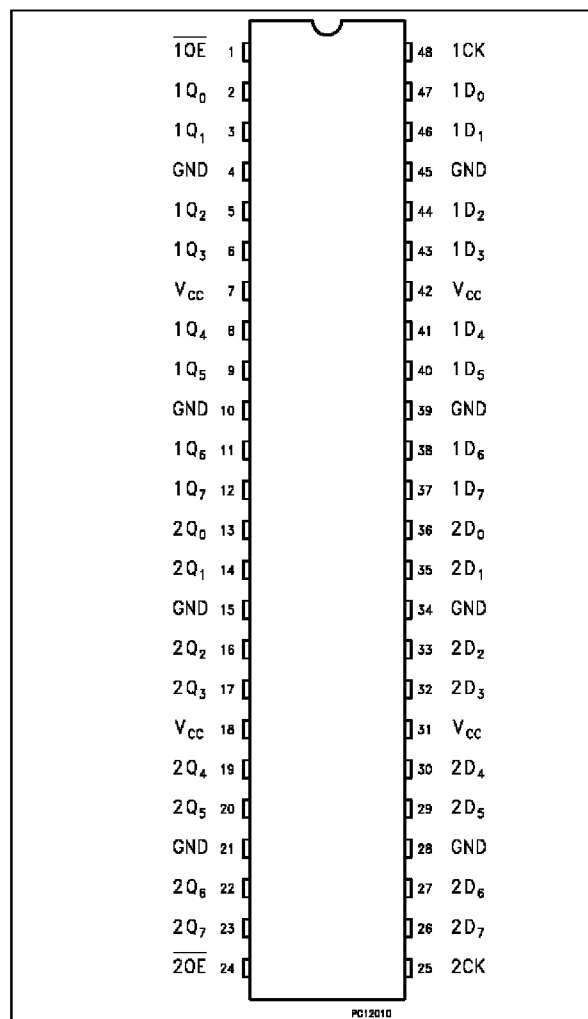 1OE 1 48 1CK
1Q0 2 47 1D0
1Q1 3 46 1D1
GND 4 45 GND
1Q2 5 44 1D2
1Q3 6 43 1D3
VCC 7 42 VCC
1Q4 8 41 1D4
1Q5 9 40 1D5
GND 10 39 GND
1Q6 11 38 1D6
1Q7 12 37 1D7
2Q0 13 36 2D0
2Q1 14 35 2D1
GND 15 34 GND
2Q2 16 33 2D2
2Q3 17 32 2D3
VCC 18 31 VCC
2Q4 19 30 2D4
2Q5 20 29 2D5
GND 21 28 GND
2Q6 22 27 2D6
2Q7 23 26 2D7
2OE 24 25 2CK
PC12010